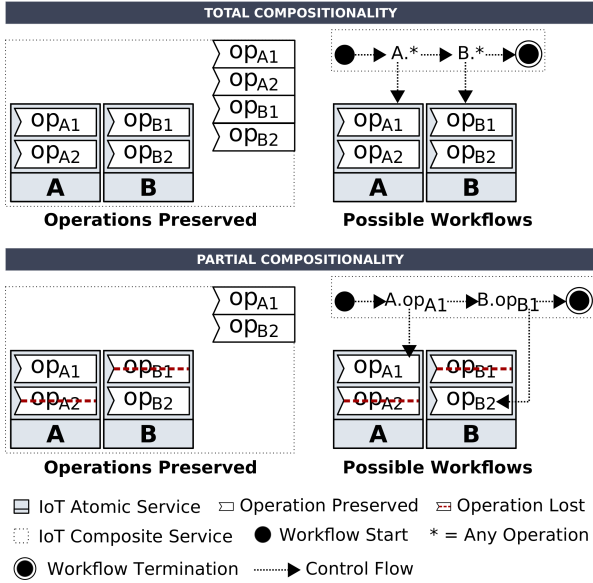 TOTAL COMPOSITIONALITY
opA1
opA2
opB1
opB2
opA1 opB1
opA2 opB2
A B
Operations Preserved
A.* B.*
opA1 opB1
opA2 opB2
A B
Possible Workflows
PARTIAL COMPOSITIONALITY
opA1
opB2
opA1 opB1
opA2 opB2
A B
Operations Preserved
A.opA1 B.opB1
opA1 opB1
opA2 opB2
A B
Possible Workflows
IoT Atomic Service Operation Preserved Operation Lost
IoT Composite Service Workflow Start * = Any Operation
Workflow Termination Control Flow